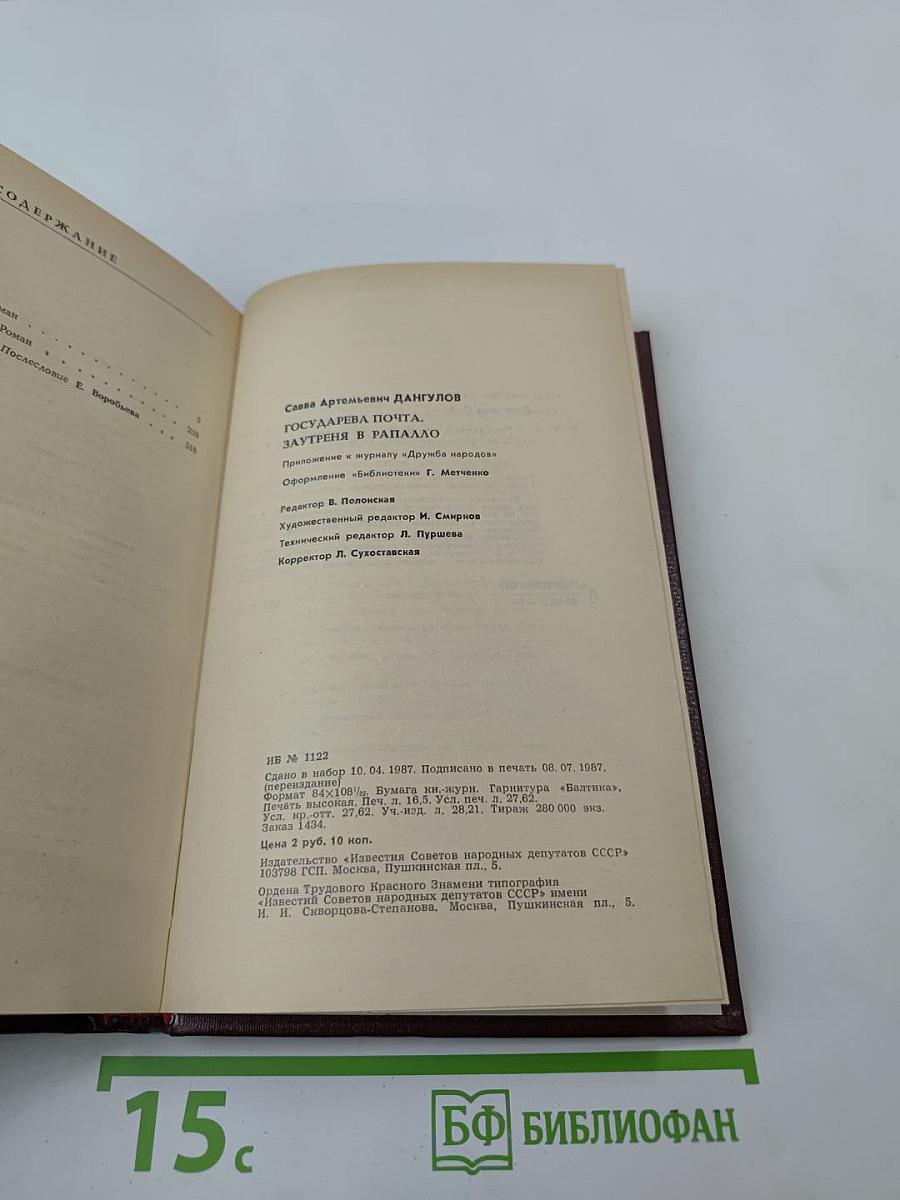 СОДЕРЖАНИЕ
Роман
5
Роман
239
Послесловие Е. Воробьева
516
Савва Артемьевич ДАНГУЛОВ
ГОСУДАРЕВА ПОЧТА.
ЗАУТРЕНЯ В РАПАЛЛО
Приложение к журналу «Дружба народов»
Оформление «Библиотеки» Г. Метченко
Редактор В. Полонская
Художественный редактор И. Смирнов
Технический редактор Л. Пуршева
Корректор Л. Сухоставская
ИБ № 1122
Сдано в набор 10.04.1987. Подписано в печать 08.07.1987.
(переиздание)
Формат 84×108¹/₃₂. Бумага кн.-журн. Гарнитура «Балтика».
Печать высокая. Печ. л. 16,5. Усл. печ. л. 27,62.
Усл. кр.-отт. 27,62. Уч.-изд. л. 28,21. Тираж 280 000 экз.
Заказ 1434.
Цена 2 руб. 10 коп.
Издательство «Известия Советов народных депутатов СССР»
103798 ГСП. Москва, Пушкинская пл., 5.
Ордена Трудового Красного Знамени типография
«Известий Советов народных депутатов СССР» имени
И. И. Скворцова-Степанова. Москва, Пушкинская пл., 5.
15 с
БФ БИБЛИОФАН